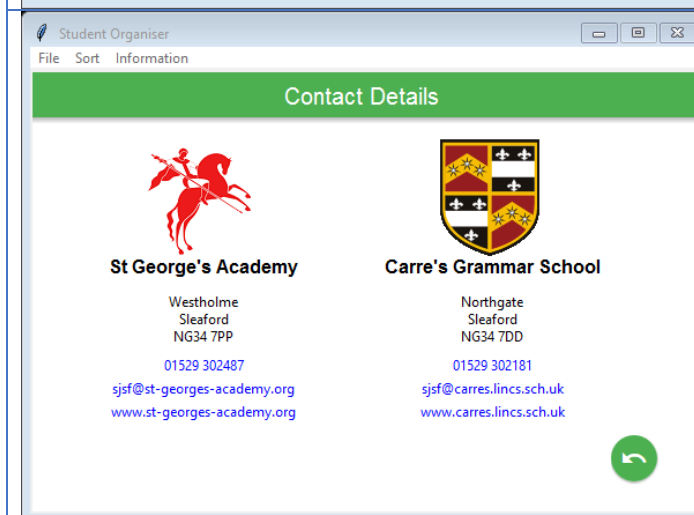 Student Organiser
File Sort Information
Contact Details
St George's Academy
Westholme
Sleaford
NG34 7PP
01529 302487
sjsf@st-georges-academy.org
www.st-georges-academy.org
Carre's Grammar School
Northgate
Sleaford
NG34 7DD
01529 302181
sjsf@carres.lincs.sch.uk
www.carres.lincs.sch.uk